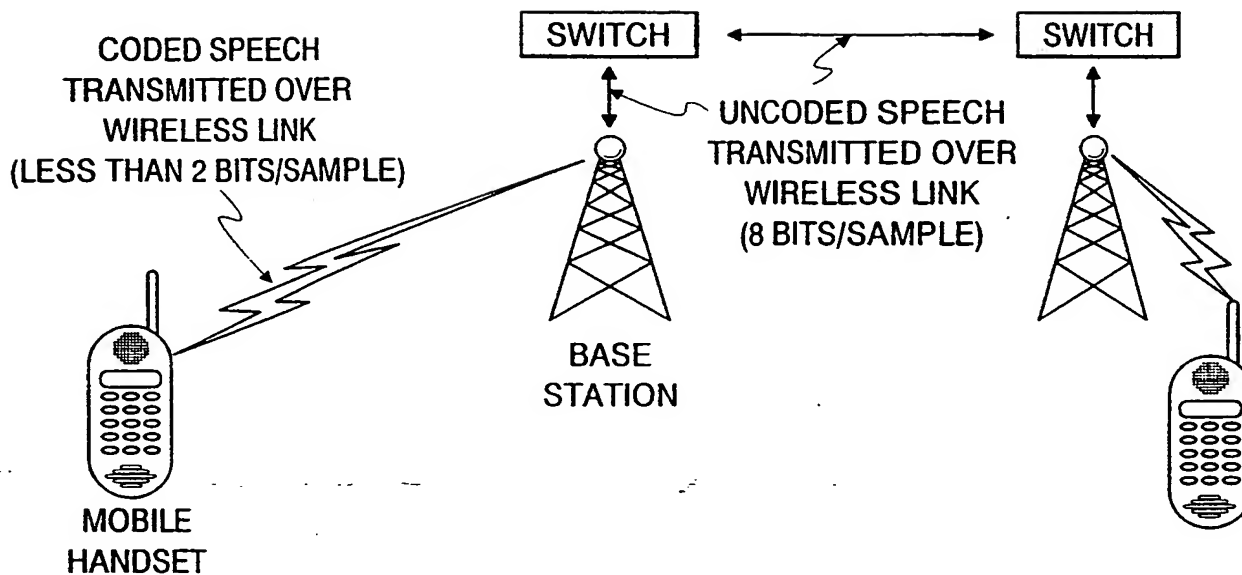 CODED SPEECH
TRANSMITTED OVER
WIRELESS LINK
(LESS THAN 2 BITS/SAMPLE)
SWITCH
SWITCH
UNCODED SPEECH
TRANSMITTED OVER
WIRELESS LINK
(8 BITS/SAMPLE)
BASE
STATION
MOBILE
HANDSET